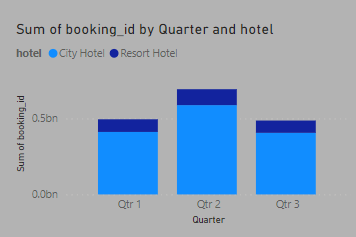 Sum of booking_id by Quarter and hotel
hotel City Hotel Resort Hotel
Sum of booking_id
0.5bn
0.0bn
Qtr 1 Qtr 2 Qtr 3
Quarter